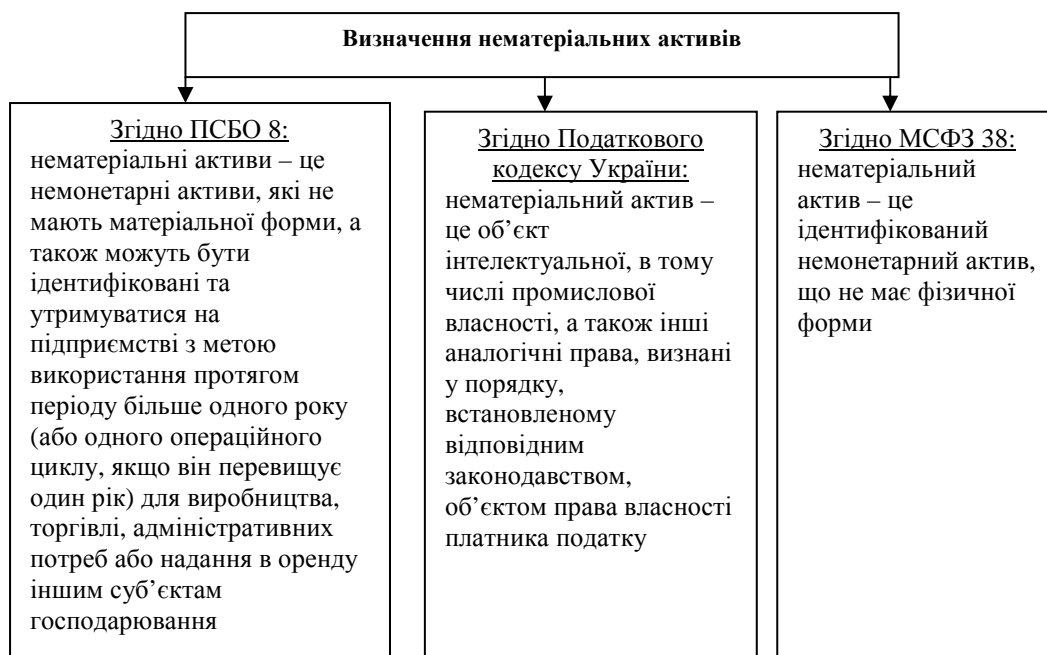 Визначення нематеріальних активів
Згідно ПСБО 8:
нематеріальні активи – це
немонетарні активи, які не
мають матеріальної форми, а
також можуть бути
ідентифіковані та
утримуватися на
підприємстві з метою
використання протягом
періоду більше одного року
(або одного операційного
циклу, якщо він перевищує
один рік) для виробництва,
торгівлі, адміністративних
потреб або надання в оренду
іншим суб’єктам
господарювання
Згідно Податкового
кодексу України:
нематеріальний актив –
це об’єкт
інтелектуальної, в тому
числі промислової
власності, а також інші
аналогічні права, визнані
у порядку,
встановленому
відповідним
законодавством,
об’єктом права власності
платника податку
Згідно МСФЗ 38:
нематеріальний
актив – це
ідентифікований
немонетарний актив,
що не має фізичної
форми